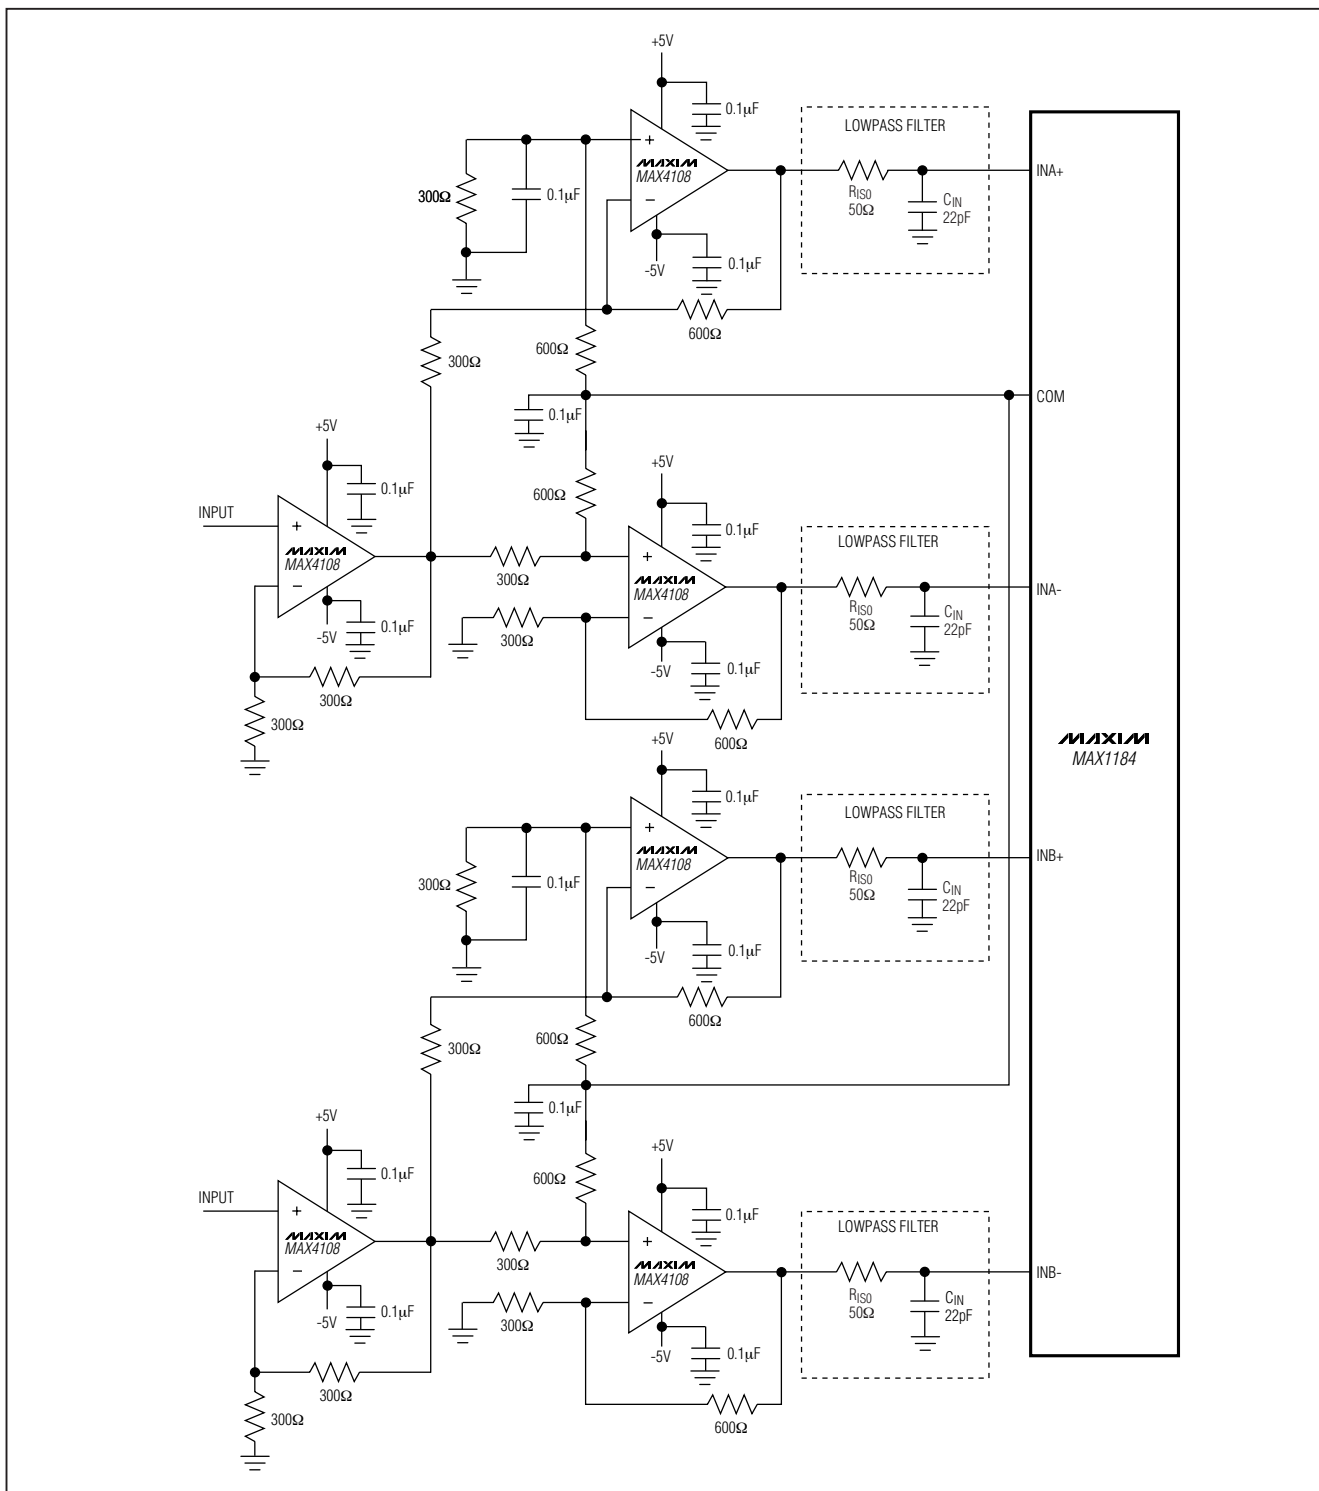 +5V
0.1µF
LOWPASS FILTER
MAXIM
MAX4108
+
−
300Ω
0.1µF
RISO
50Ω
CIN
22pF
INA+
-5V
0.1µF
600Ω
300Ω
600Ω
COM
0.1µF
+5V
0.1µF
INPUT
+
−
MAXIM
MAX4108
-5V
0.1µF
300Ω
300Ω
600Ω
+5V
0.1µF
300Ω
+
−
MAXIM
MAX4108
300Ω
-5V
0.1µF
600Ω
LOWPASS FILTER
RISO
50Ω
CIN
22pF
INA-
MAXIM
MAX1184
+5V
0.1µF
LOWPASS FILTER
+
−
MAXIM
MAX4108
300Ω
0.1µF
RISO
50Ω
CIN
22pF
INB+
-5V
0.1µF
600Ω
300Ω
600Ω
0.1µF
+5V
0.1µF
INPUT
+
−
MAXIM
MAX4108
-5V
0.1µF
300Ω
300Ω
600Ω
+5V
0.1µF
300Ω
+
−
MAXIM
MAX4108
300Ω
-5V
0.1µF
600Ω
LOWPASS FILTER
RISO
50Ω
CIN
22pF
INB-